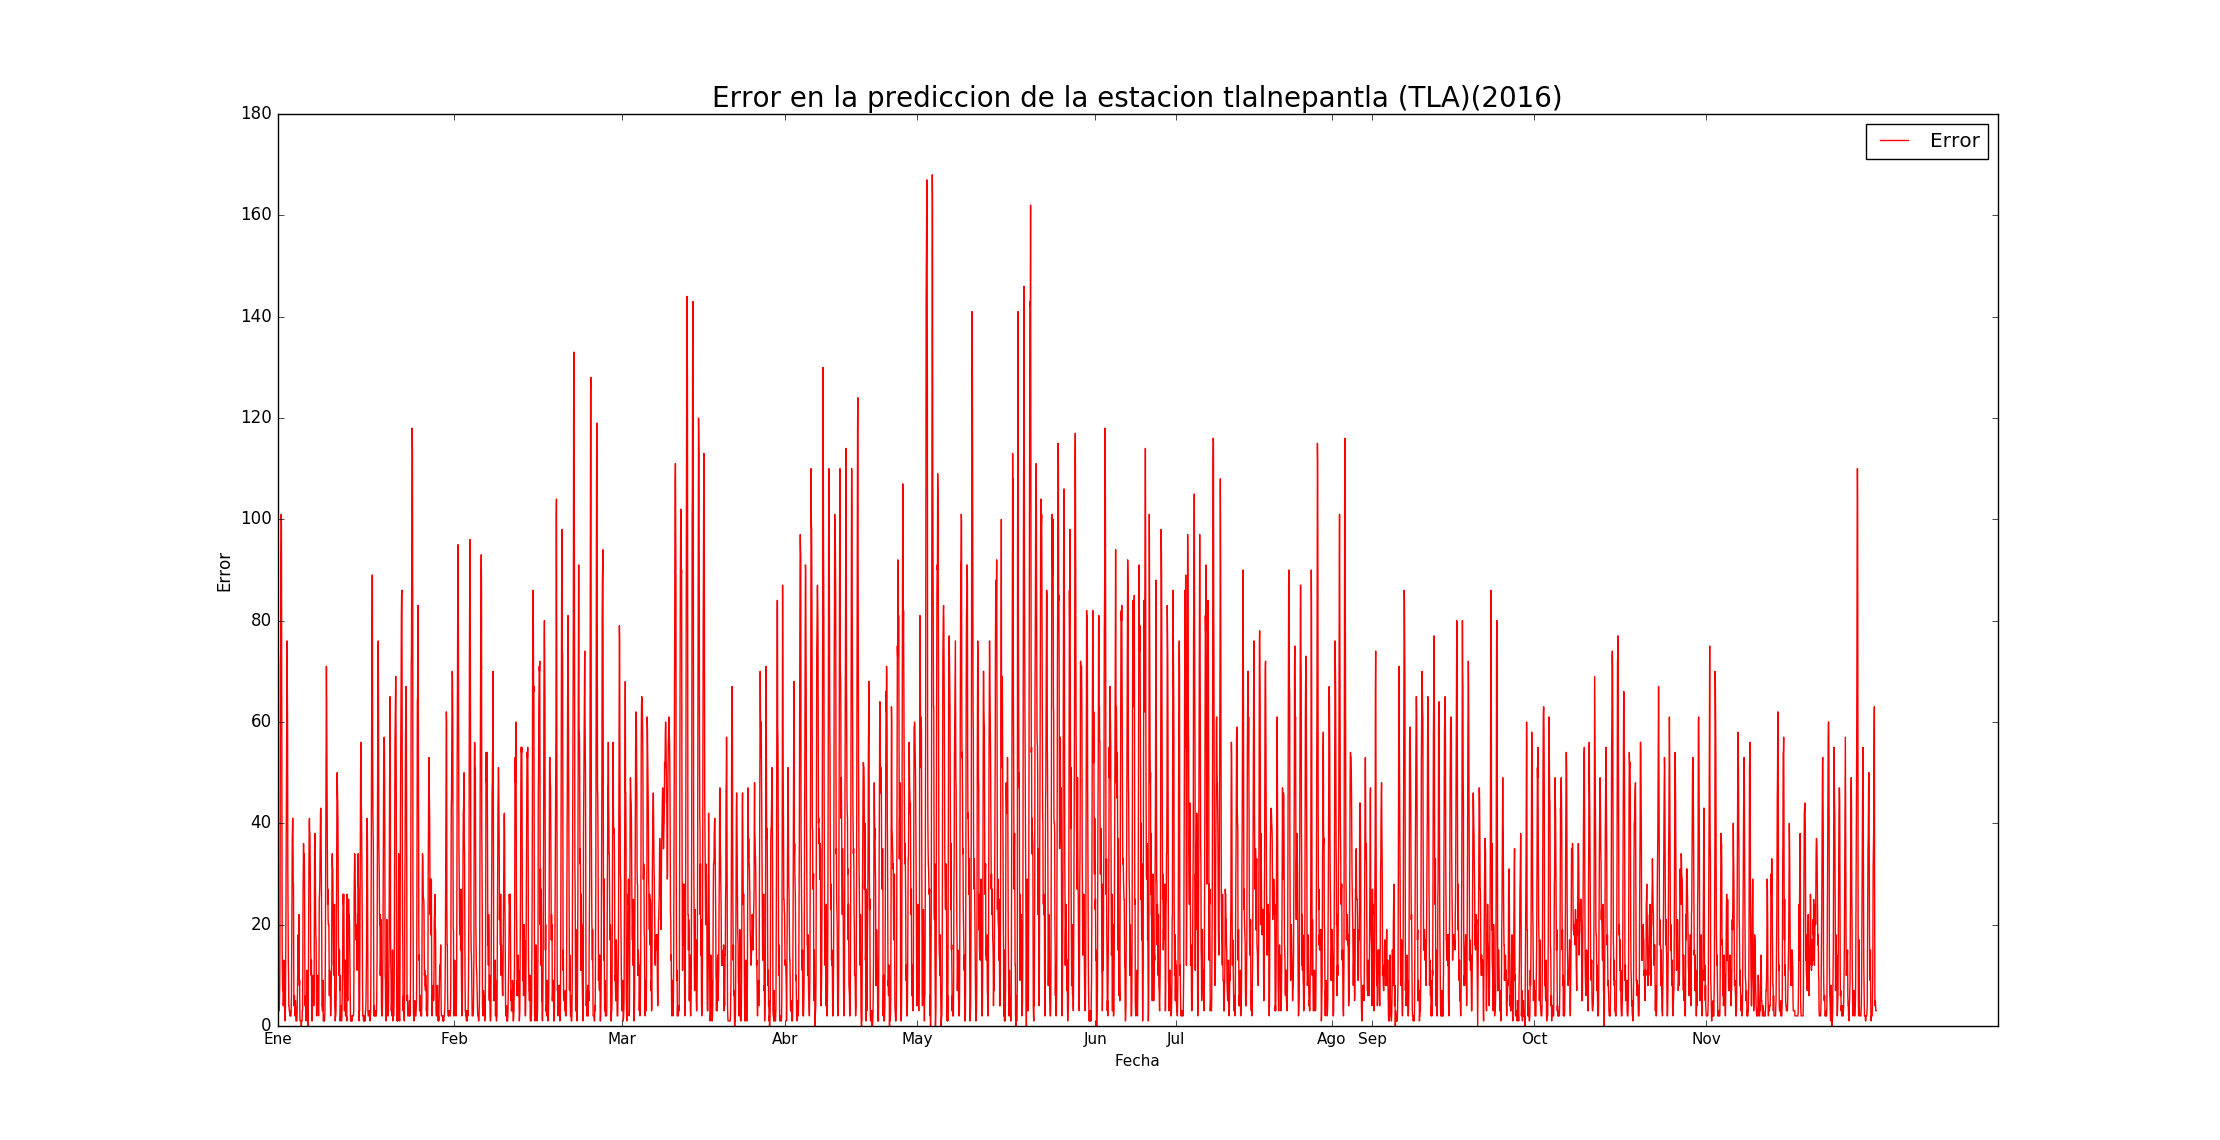 Error en la prediccion de la estacion tlalnepantla (TLA)(2016)
Error
180
160
140
120
100
80
60
40
20
0
Error
Ene Feb Mar Abr May Jun Jul Ago Sep Oct Nov
Fecha